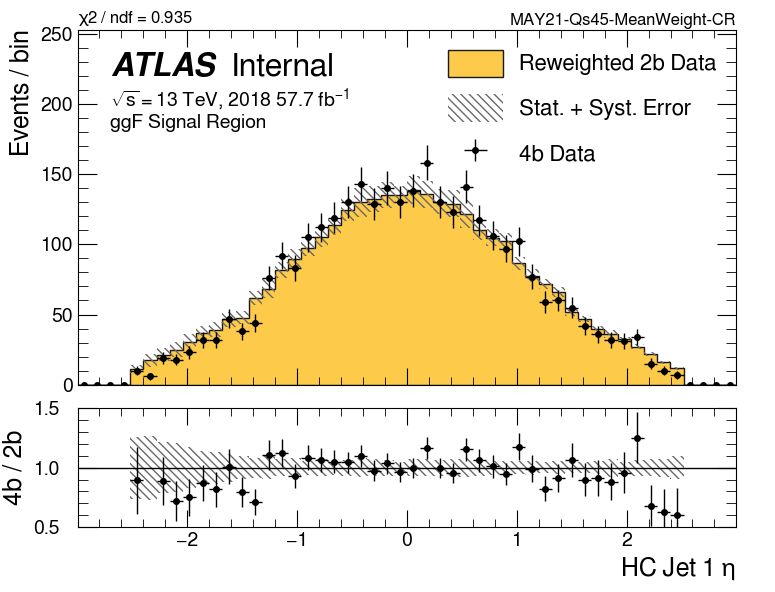 χ2 / ndf = 0.935
MAY21-Qs45-MeanWeight-CR
Events / bin
250
200
150
100
50
0
ATLAS Internal
√s = 13 TeV, 2018 57.7 fb⁻¹
ggF Signal Region
Reweighted 2b Data
Stat. + Syst. Error
4b Data
4b / 2b
1.5
1.0
0.5
−2
−1
0
1
2
HC Jet 1 η